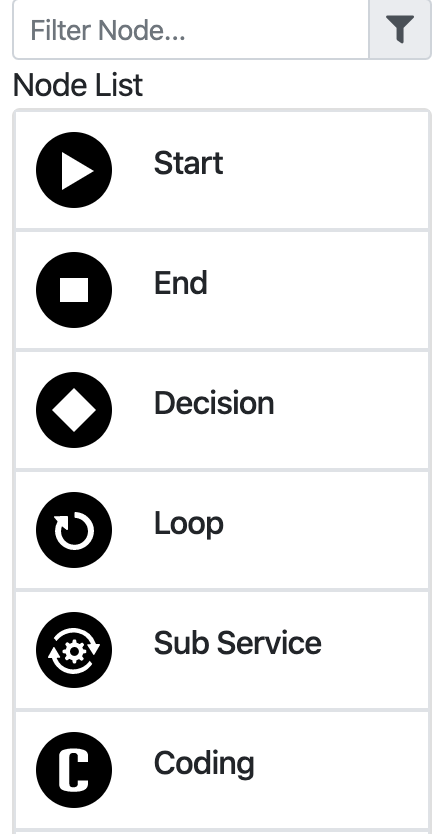 Filter Node...
Node List
Start
End
Decision
Loop
Sub Service
C
Coding